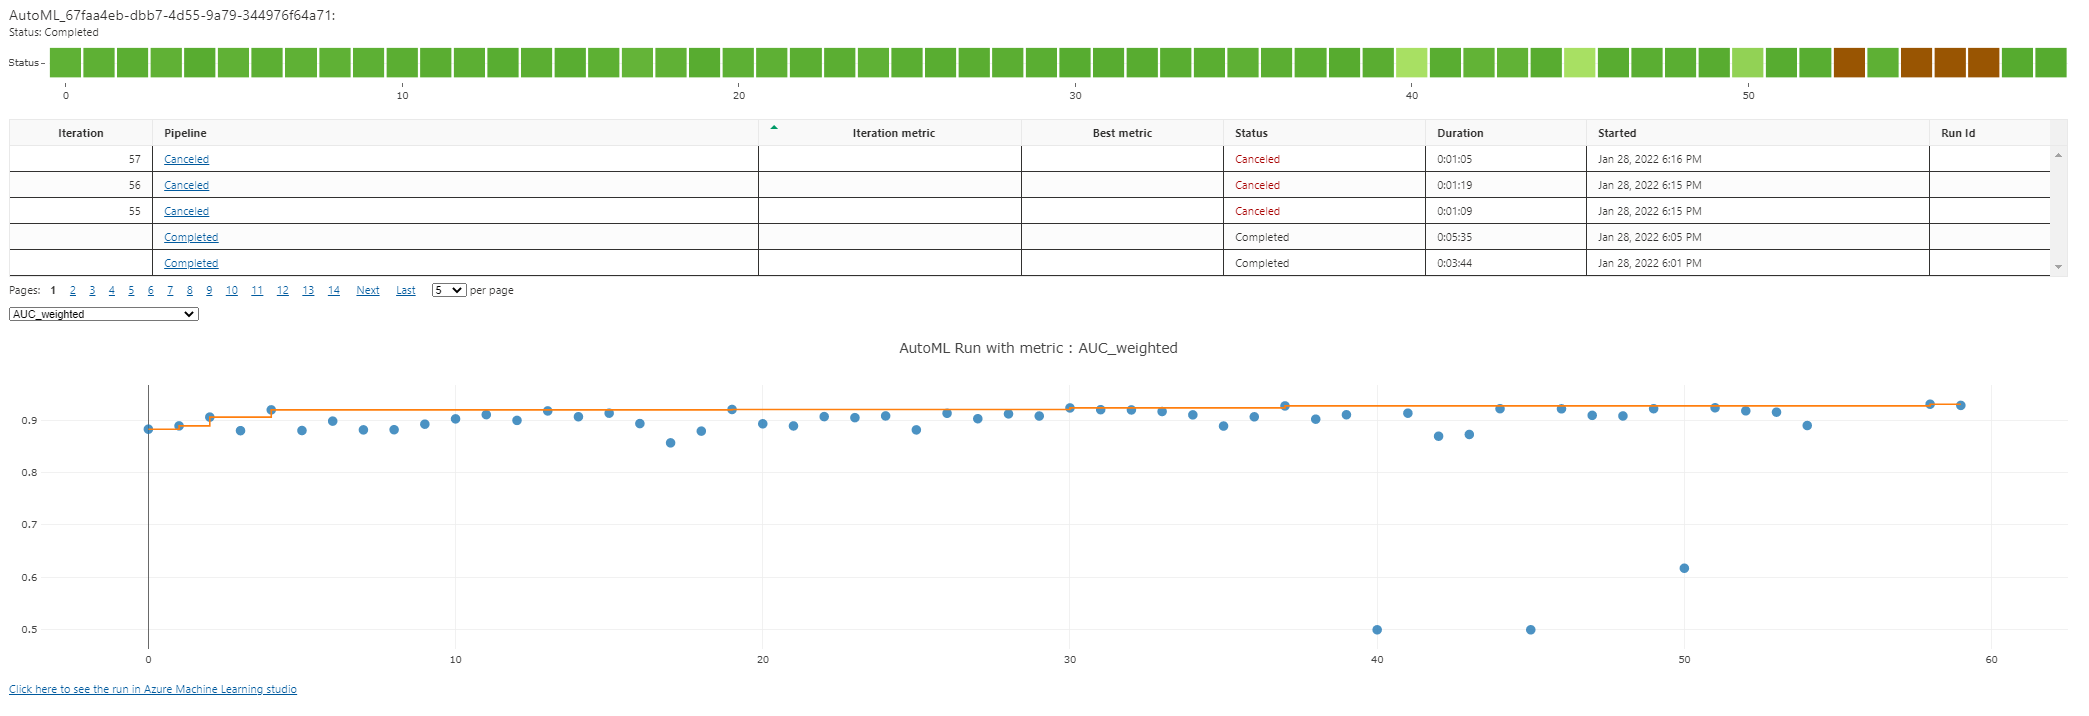 AutoML_67faa4eb-dbb7-4d55-9a79-344976f64a71:
Status: Completed
Status
0 10 20 30 40 50
Iteration Pipeline Iteration metric Best metric Status Duration Started Run Id
57 Canceled Canceled 0:01:05 Jan 28, 2022 6:16 PM
56 Canceled Canceled 0:01:19 Jan 28, 2022 6:15 PM
55 Canceled Canceled 0:01:09 Jan 28, 2022 6:15 PM
Completed Completed 0:05:35 Jan 28, 2022 6:05 PM
Completed Completed 0:03:44 Jan 28, 2022 6:01 PM
Pages: 1 2 3 4 5 6 7 8 9 10 11 12 13 14 Next Last 5 per page
AUC_weighted
AutoML Run with metric : AUC_weighted
0.9
0.8
0.7
0.6
0.5
0 10 20 30 40 50 60
Click here to see the run in Azure Machine Learning studio